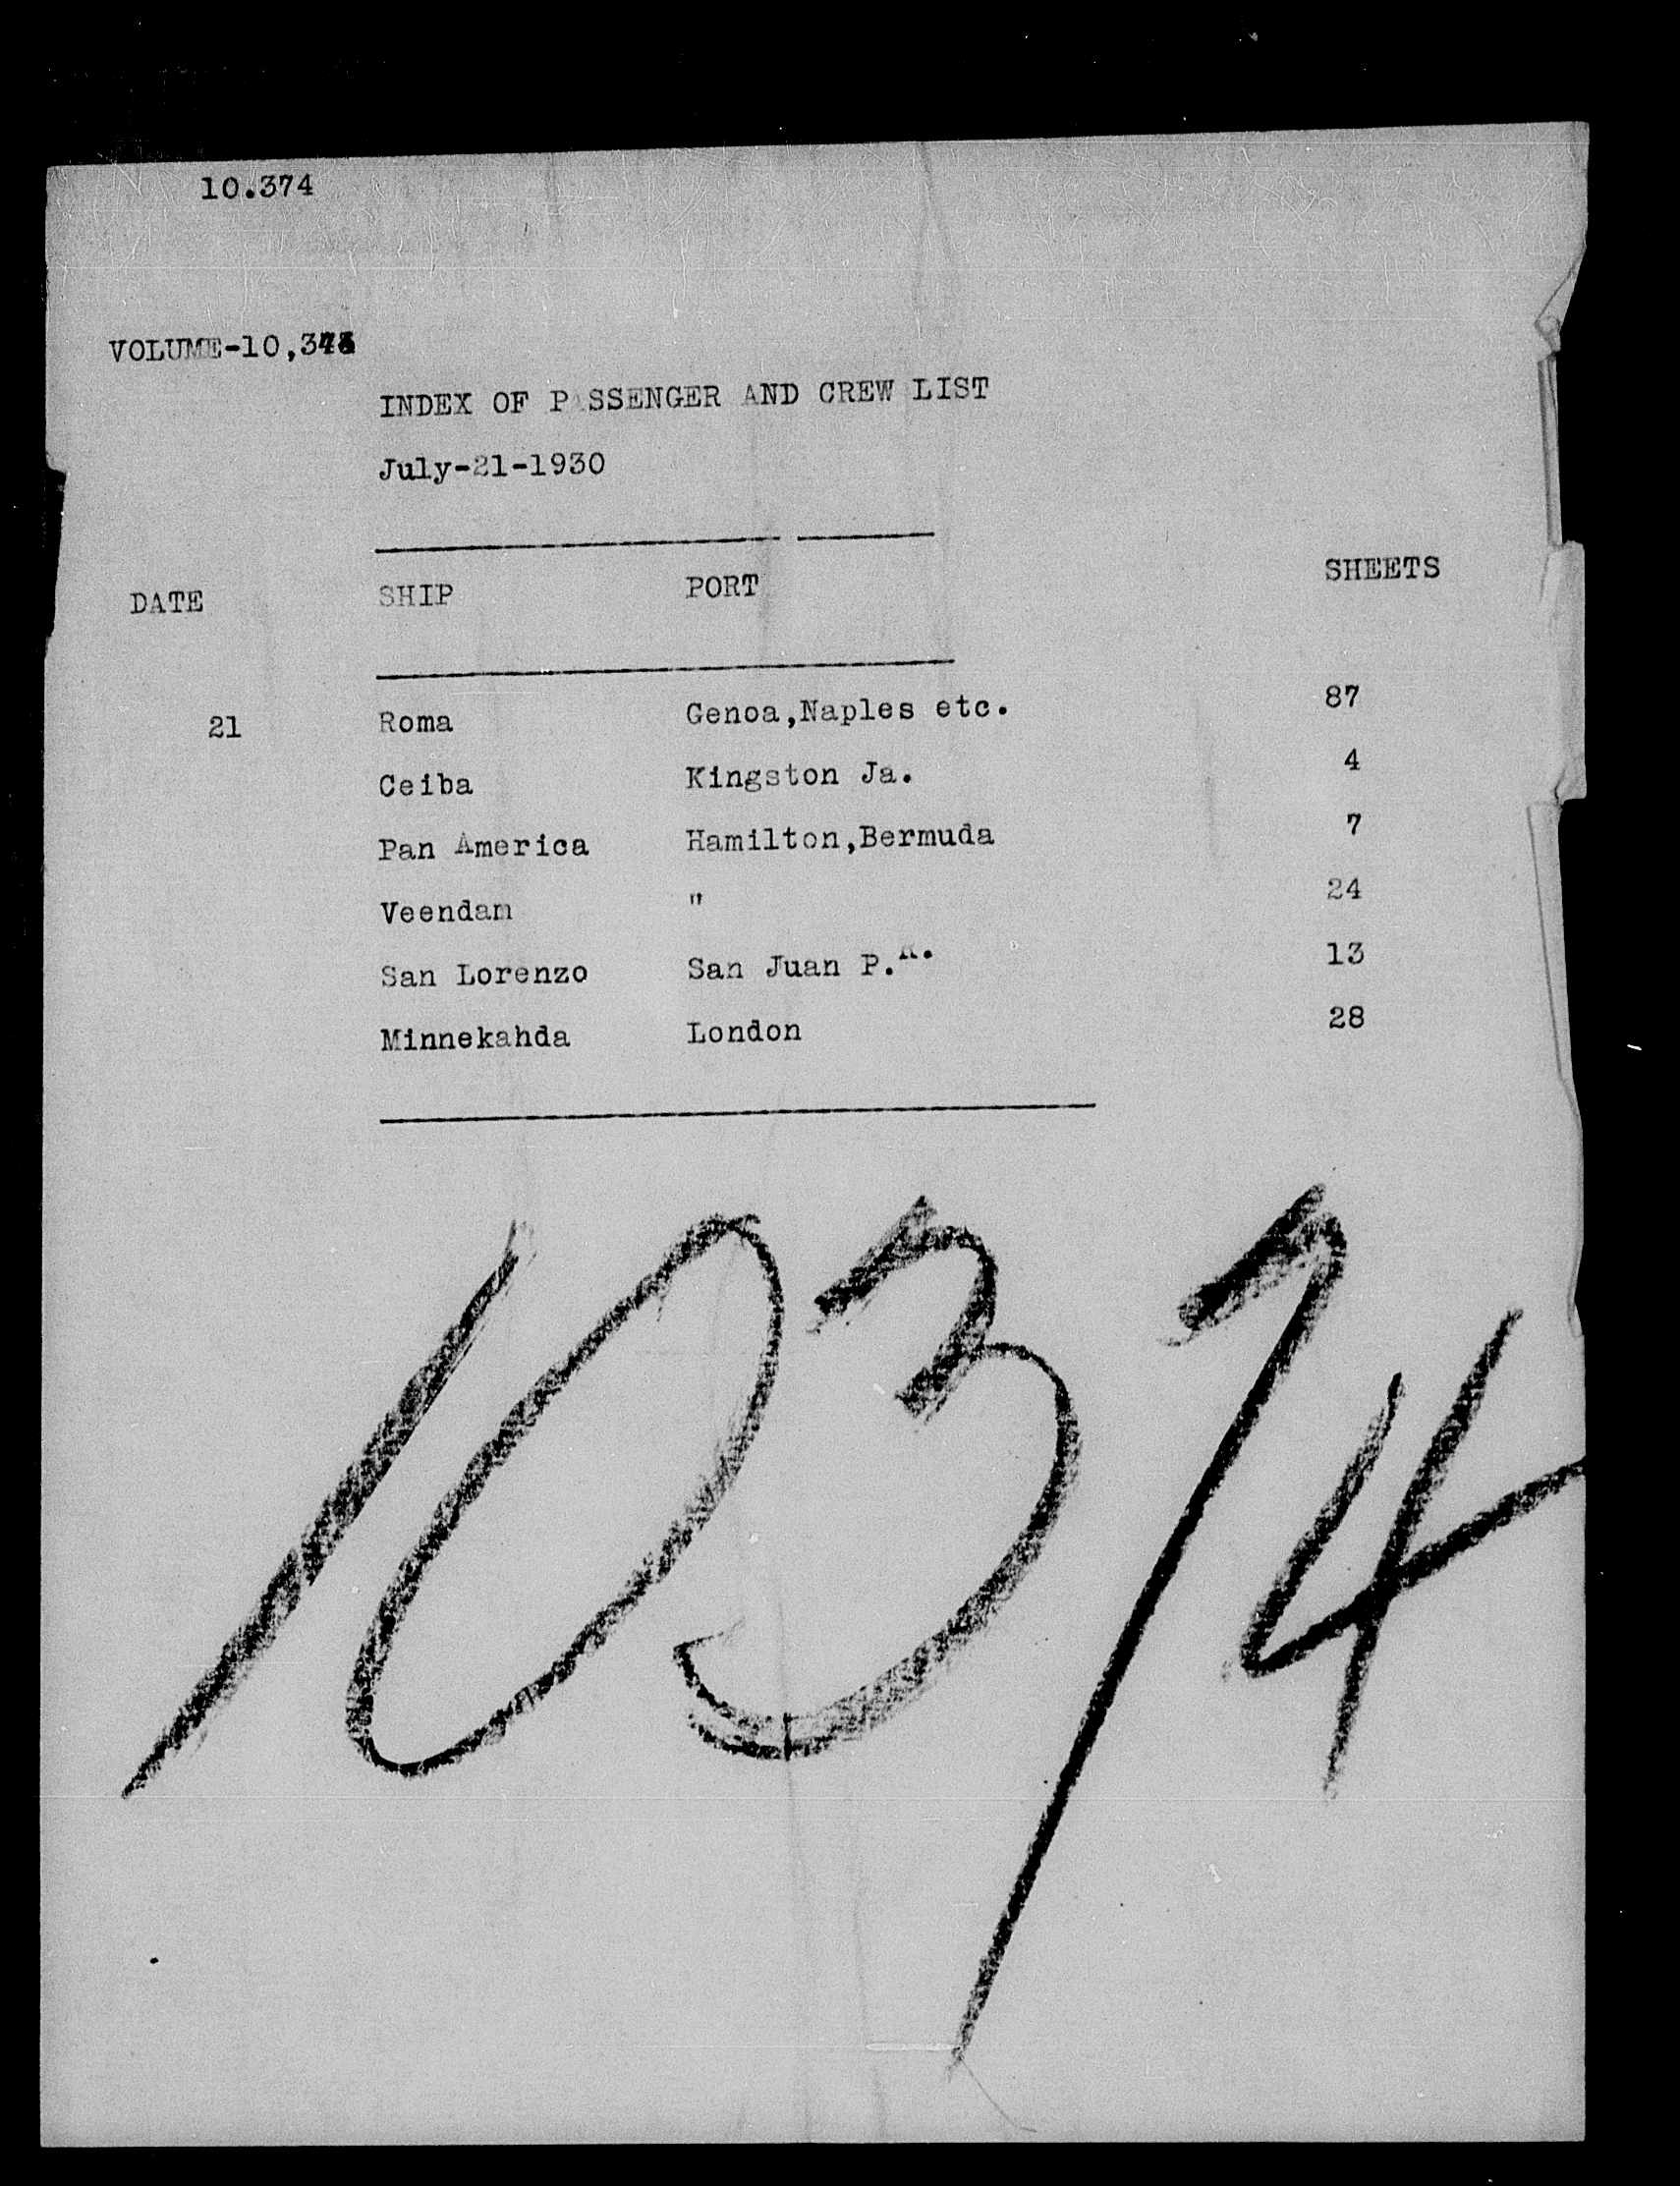 10.374
VOLUME-10,374
INDEX OF PASSENGER AND CREW LIST
July-21-1930
DATE SHIP PORT SHEETS
21 Roma Genoa,Naples etc. 87
Ceiba Kingston Ja. 4
Pan America Hamilton,Bermuda 7
Veendam " 24
San Lorenzo San Juan P.R. 13
Minnekahda London 28
10374